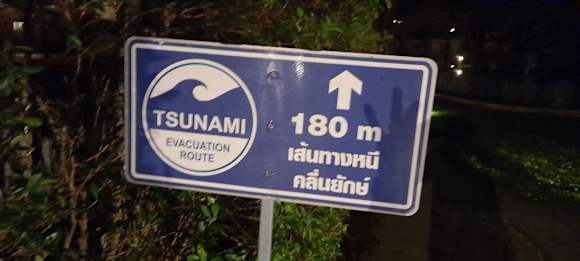 TSUNAMI
EVACUATION
ROUTE
180 m
เส้นทางหนี
คลื่นยักษ์